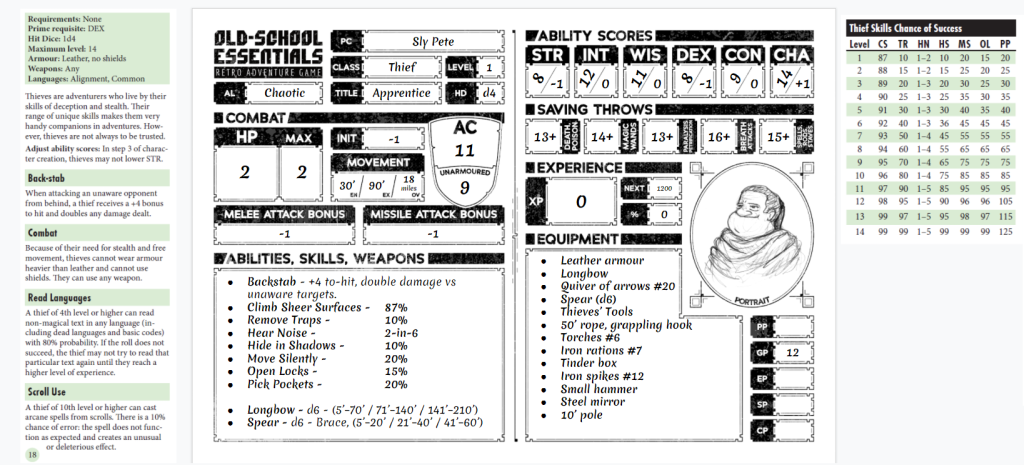 Requirements: None
Prime requisite: DEX
Hit Dice: 1d4
Maximum level: 14
Armour: Leather, no shields
Weapons: Any
Languages: Alignment, Common
Thieves are adventurers who live by their
skills of deception and stealth. Their
range of unique skills makes them very
handy companions in adventures. How-
ever, thieves are not always to be trusted.
Adjust ability scores: In step 3 of charac-
ter creation, thieves may not lower STR.
Back-stab
When attacking an unaware opponent
from behind, a thief receives a +4 bonus
to hit and doubles any damage dealt.
Combat
Because of their need for stealth and free
movement, thieves cannot wear armour
heavier than leather and cannot use
shields. They can use any weapon.
Read Languages
A thief of 4th level or higher can read
non-magical text in any language (in-
cluding dead languages and basic codes)
with 80% probability. If the roll does not
succeed, the thief may not try to read that
particular text again until they reach a
higher level of experience.
Scroll Use
A thief of 10th level or higher can cast
arcane spells from scrolls. There is a 10%
chance of error: the spell does not func-
tion as expected and creates an unusual
or deleterious effect.
18
OLD-SCHOOL
ESSENTIALS
RETRO ADVENTURE GAME
PC Sly Pete
CLASS Thief LEVEL 1
AL Chaotic TITLE Apprentice HD d4
COMBAT
HP MAX
2 2
INIT -1
MOVEMENT
30' 90' 18 miles
EN EX OV
AC
11
UNARMOURED
9
MELEE ATTACK BONUS MISSILE ATTACK BONUS
-1 -1
ABILITIES, SKILLS, WEAPONS
• Backstab - +4 to-hit, double damage vs
unaware targets.
• Climb Sheer Surfaces - 87%
• Remove Traps - 10%
• Hear Noise - 2-in-6
• Hide in Shadows - 10%
• Move Silently - 20%
• Open Locks - 15%
• Pick Pockets - 20%
• Longbow - d6 - (5'-70' / 71'-140' / 141'-210')
• Spear - d6 - Brace, (5'-20' / 21'-40' / 41'-60')
ABILITY SCORES
STR INT WIS DEX CON CHA
8 -1 12 0 11 0 8 -1 9 0 14 +1
SAVING THROWS
13+ DEATH, POISON 14+ MAGIC WANDS 13+ PARALYSIS, PETRIFICATION 16+ BREATH ATTACKS 15+ SPELLS, RODS, STAVES
EXPERIENCE
XP 0
NEXT 1200
% 0
PORTRAIT
EQUIPMENT
• Leather armour
• Longbow
• Quiver of arrows #20
• Spear (d6)
• Thieves' Tools
• 50' rope, grappling hook
• Torches #6
• Iron rations #7
• Tinder box
• Iron spikes #12
• Small hammer
• Steel mirror
• 10' pole
PP
GP 12
EP
SP
CP
Thief Skills Chance of Success
Level CS TR HN HS MS OL PP
1 87 10 1–2 10 20 15 20
2 88 15 1–2 15 25 20 25
3 89 20 1–3 20 30 25 30
4 90 25 1–3 25 35 30 35
5 91 30 1–3 30 40 35 40
6 92 40 1–3 36 45 45 45
7 93 50 1–4 45 55 55 55
8 94 60 1–4 55 65 65 65
9 95 70 1–4 65 75 75 75
10 96 80 1–4 75 85 85 85
11 97 90 1–5 85 95 95 95
12 98 95 1–5 90 96 96 105
13 99 97 1–5 95 98 97 115
14 99 99 1–5 99 99 99 125